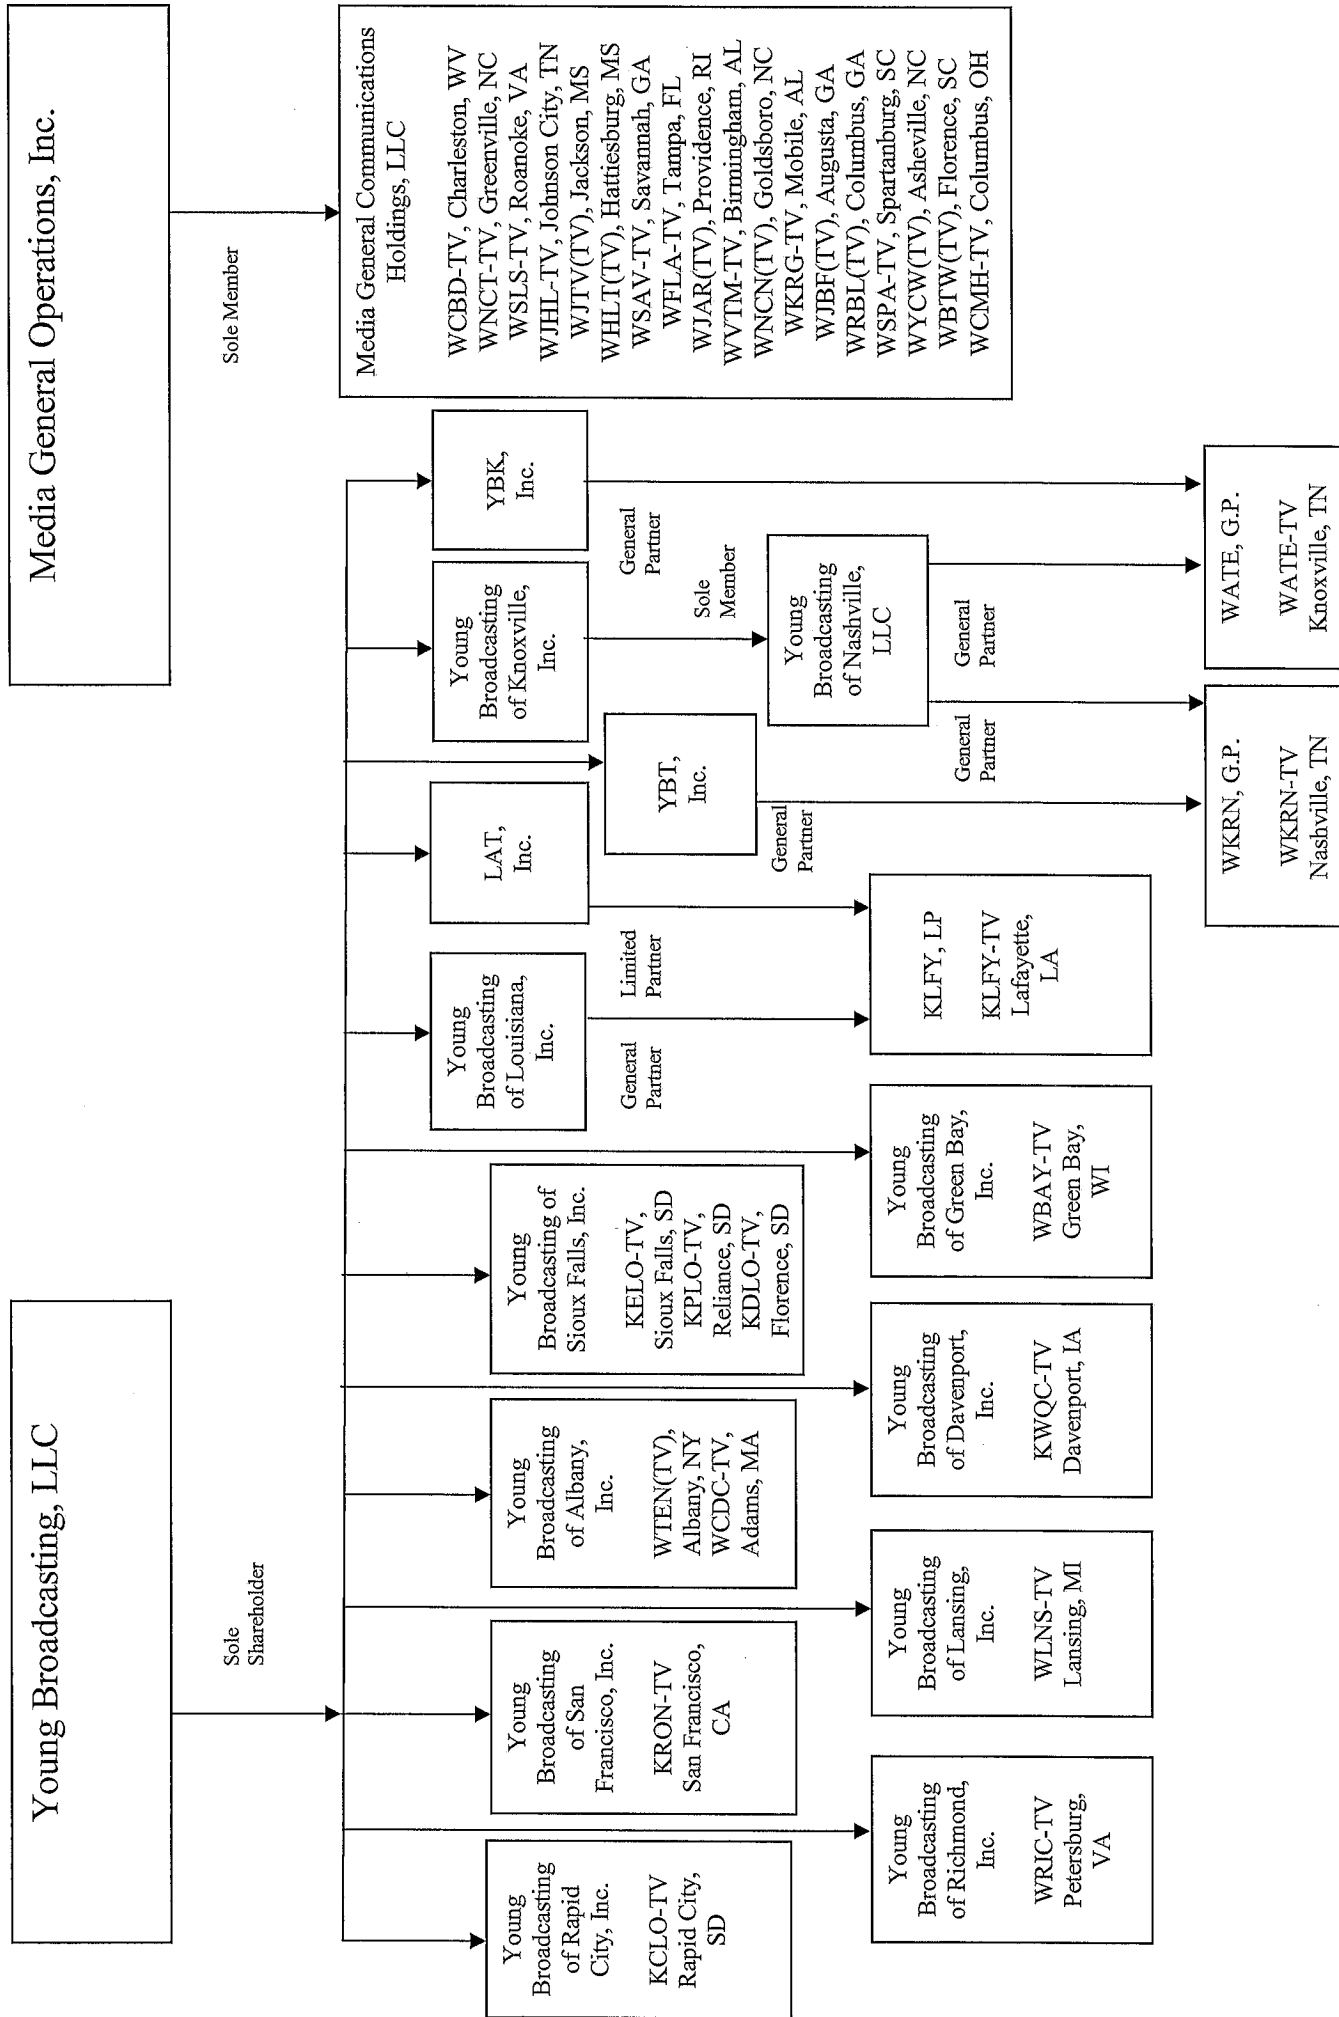 Young Broadcasting, LLC
Media General Operations, Inc.
Sole
Shareholder
Sole Member
Young
Broadcasting
of Rapid
City, Inc.
KCLO-TV
Rapid City,
SD
Young
Broadcasting
of San
Francisco, Inc.
KRON-TV
San Francisco,
CA
Young
Broadcasting
of Albany,
Inc.
WTEN(TV),
Albany, NY
WCDC-TV,
Adams, MA
Young
Broadcasting of
Sioux Falls, Inc.
KELO-TV,
Sioux Falls, SD
KPLO-TV,
Reliance, SD
KDLO-TV,
Florence, SD
Young
Broadcasting
of Louisiana,
Inc.
LAT,
Inc.
Young
Broadcasting
of Knoxville,
Inc.
YBK,
Inc.
Media General Communications
Holdings, LLC
WCBD-TV, Charleston, WV
WNCT-TV, Greenville, NC
WSLS-TV, Roanoke, VA
WJHL-TV, Johnson City, TN
WJTV(TV), Jackson, MS
WHLT(TV), Hattiesburg, MS
WSAV-TV, Savannah, GA
WFLA-TV, Tampa, FL
WJAR(TV), Providence, RI
WVTM-TV, Birmingham, AL
WNCN(TV), Goldsboro, NC
WKRG-TV, Mobile, AL
WJBF(TV), Augusta, GA
WRBL(TV), Columbus, GA
WSPA-TV, Spartanburg, SC
WYCW(TV), Asheville, NC
WBTW(TV), Florence, SC
WCMH-TV, Columbus, OH
General
Partner
Limited
Partner
YBT,
Inc.
General
Partner
Sole
Member
General
Partner
Young
Broadcasting
of Nashville,
LLC
General
Partner
General
Partner
Young
Broadcasting
of Richmond,
Inc.
WRIC-TV
Petersburg,
VA
Young
Broadcasting
of Lansing,
Inc.
WLNS-TV
Lansing, MI
Young
Broadcasting
of Davenport,
Inc.
KWQC-TV
Davenport, IA
Young
Broadcasting
of Green Bay,
Inc.
WBAY-TV
Green Bay,
WI
KLFY, LP
KLFY-TV
Lafayette,
LA
WKRN, G.P.
WKRN-TV
Nashville, TN
WATE, G.P.
WATE-TV
Knoxville, TN